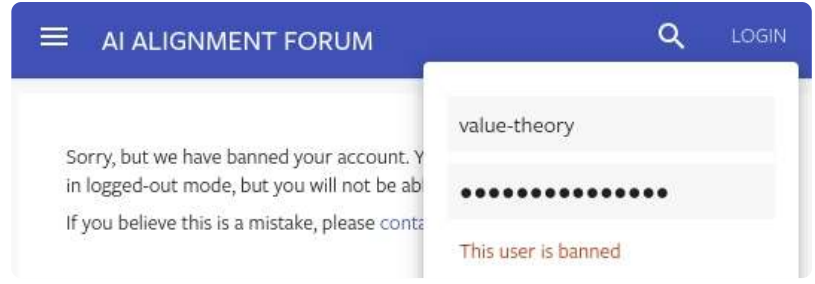 AI ALIGNMENT FORUM
LOGIN
Sorry, but we have banned your account. Y
in logged-out mode, but you will not be abl
If you believe this is a mistake, please conta
value-theory
●●●●●●●●●●●●●●●
This user is banned